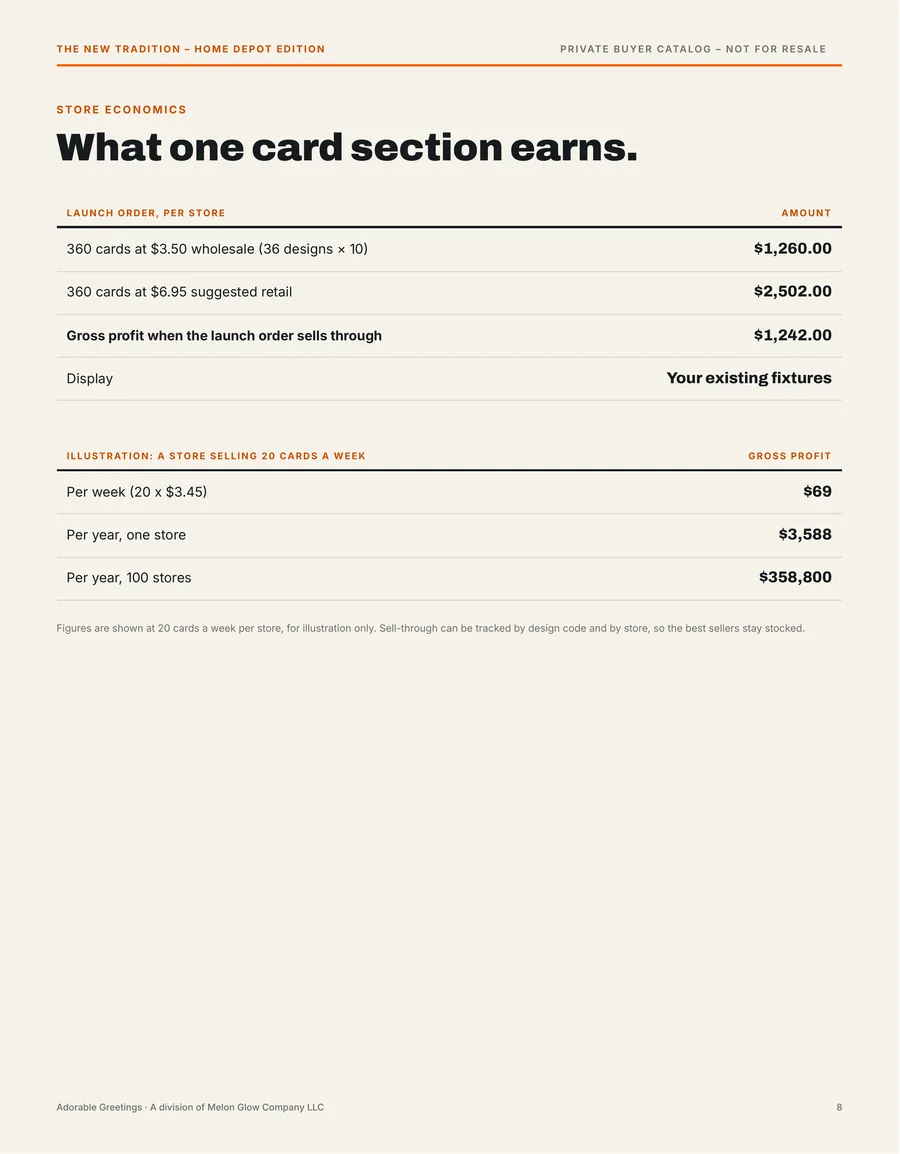 THE NEW TRADITION – HOME DEPOT EDITION
PRIVATE BUYER CATALOG – NOT FOR RESALE
STORE ECONOMICS
What one card section earns.
LAUNCH ORDER, PER STORE AMOUNT
360 cards at $3.50 wholesale (36 designs × 10) $1,260.00
360 cards at $6.95 suggested retail $2,502.00
Gross profit when the launch order sells through $1,242.00
Display Your existing fixtures
ILLUSTRATION: A STORE SELLING 20 CARDS A WEEK GROSS PROFIT
Per week (20 x $3.45) $69
Per year, one store $3,588
Per year, 100 stores $358,800
Figures are shown at 20 cards a week per store, for illustration only. Sell-through can be tracked by design code and by store, so the best sellers stay stocked.
Adorable Greetings · A division of Melon Glow Company LLC 8